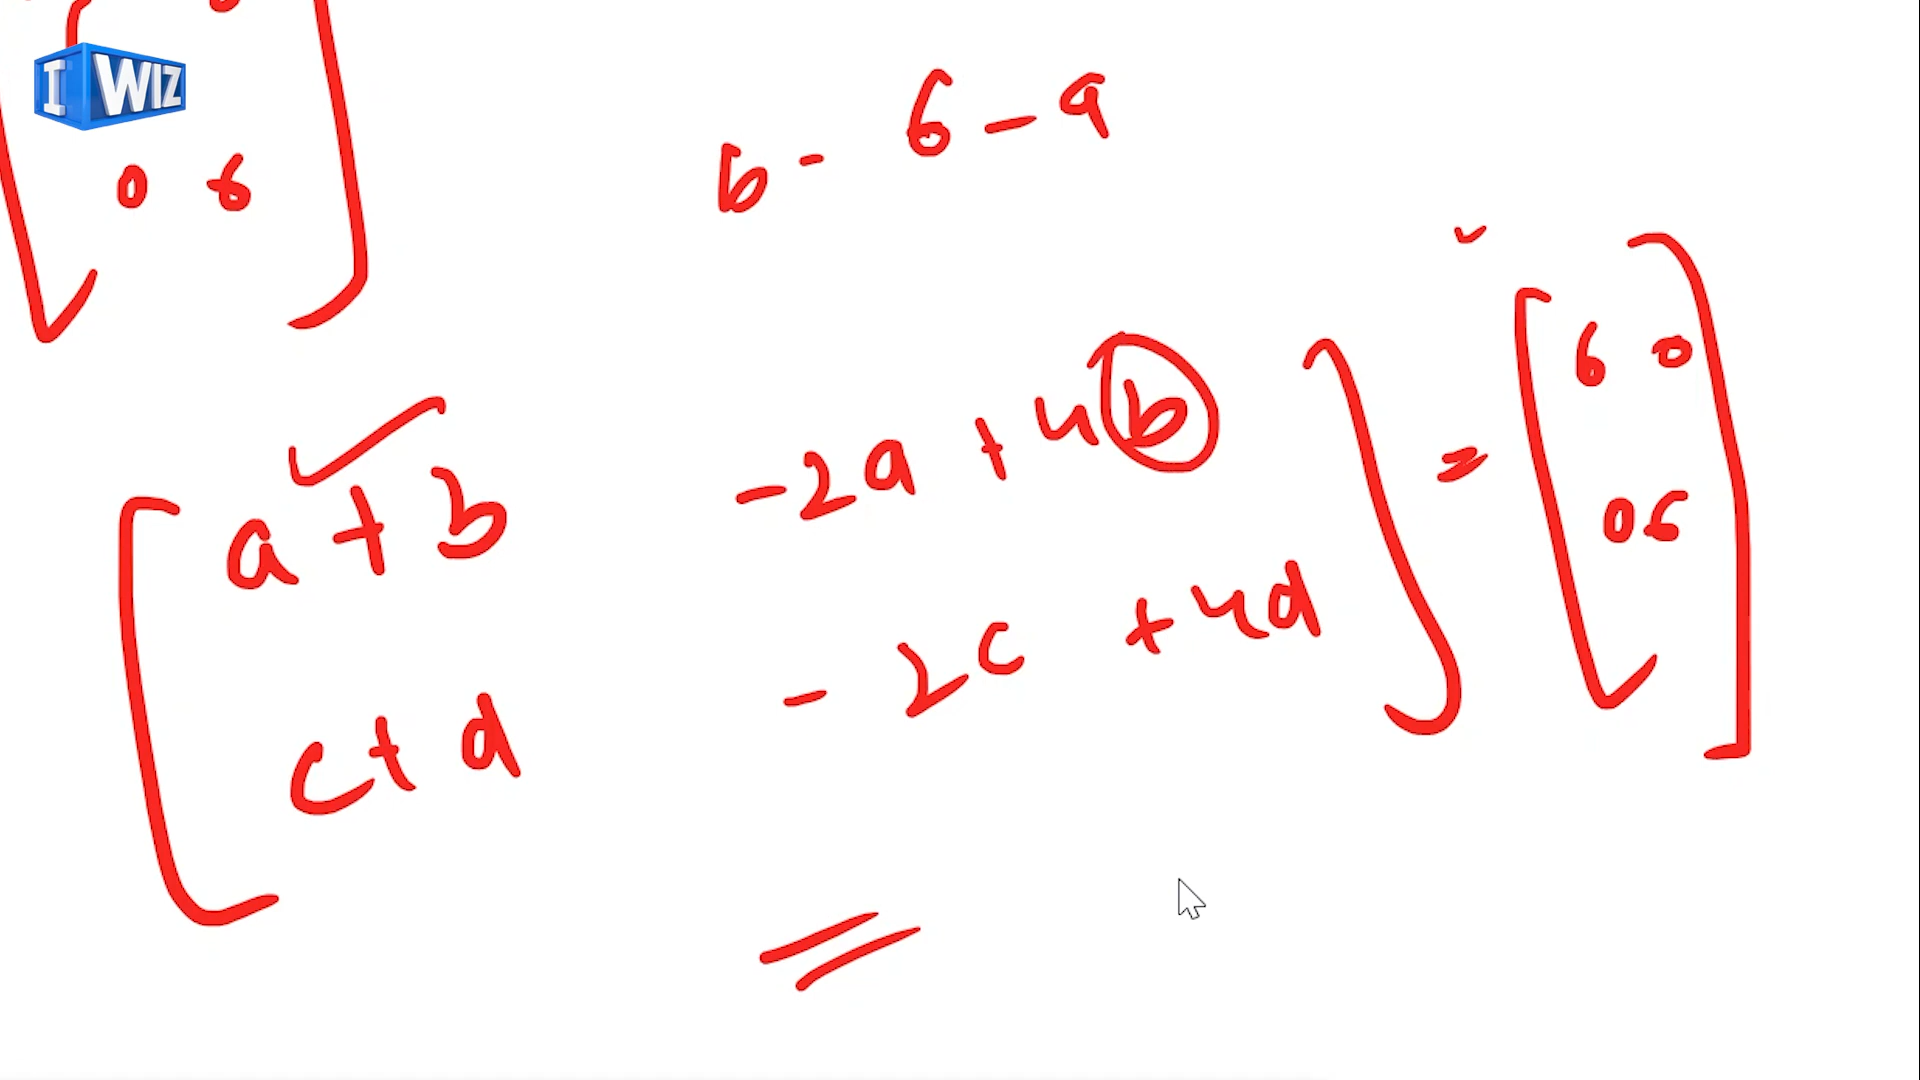 I WIZ
0 6
b - 6 - a
[ a + b -2a + 4b ] = [ 6 0 ]
[ c + d - 2c + 4d ] [ 0 6 ]
=